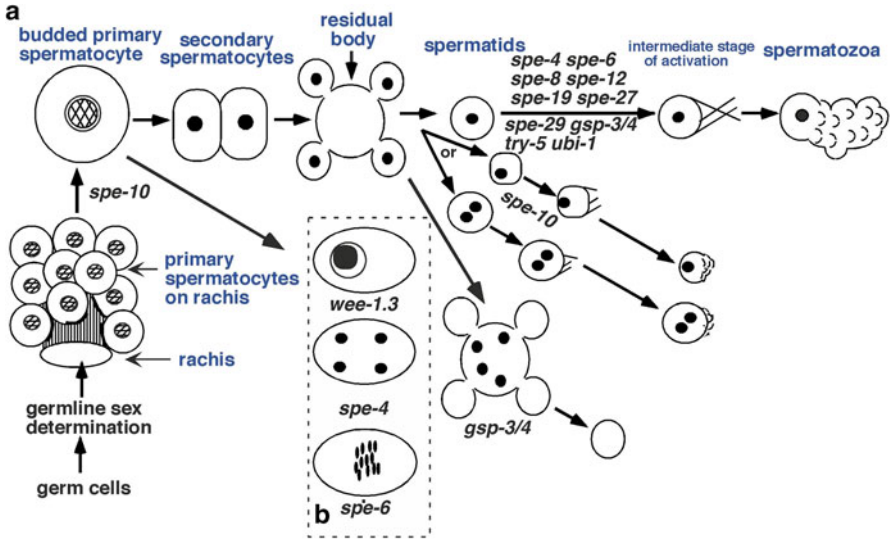 a
budded primary
spermatocyte
secondary
spermatocytes
residual
body
spermatids
spe-4 spe-6
spe-8 spe-12
spe-19 spe-27
spe-29 gsp-3/4
try-5 ubi-1
intermediate stage
of activation
spermatozoa
or
spe-10
spe-10
primary
spermatocytes
on rachis
rachis
germline sex
determination
germ cells
wee-1.3
spe-4
spe-6
b
gsp-3/4